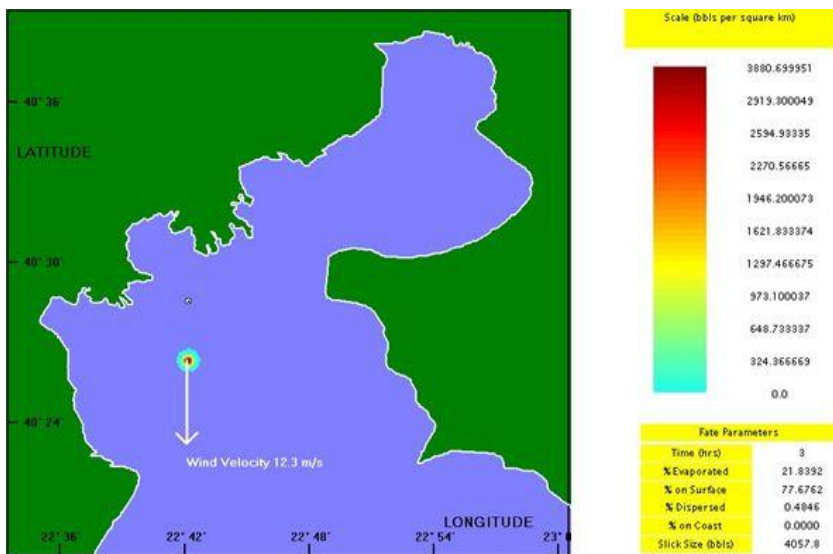 40° 36'
LATITUDE
40° 30'
40° 24'
Wind Velocity 12.3 m/s
LONGITUDE
22° 36' 22° 42' 22° 48' 22° 54' 23° 0
Scale (bbls per square km)
3880.699951
2919.300049
2594.93335
2270.56665
1946.200073
1621.833374
1297.466675
973.100037
648.733337
324.366669
0.0
Fate Parameters
Time (hrs) 3
% Evaporated 21.8392
% on Surface 77.6762
% Dispersed 0.4846
% on Coast 0.0000
Slick Size (bbls) 4057.8